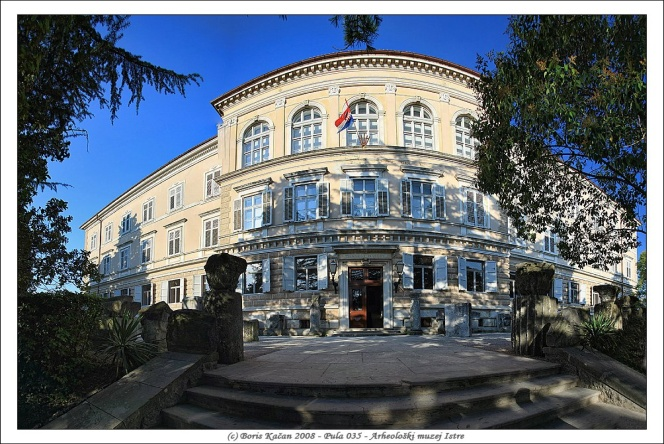 (c) Boris Kačan 2008 - Pula 035 - Arheološki muzej Istre